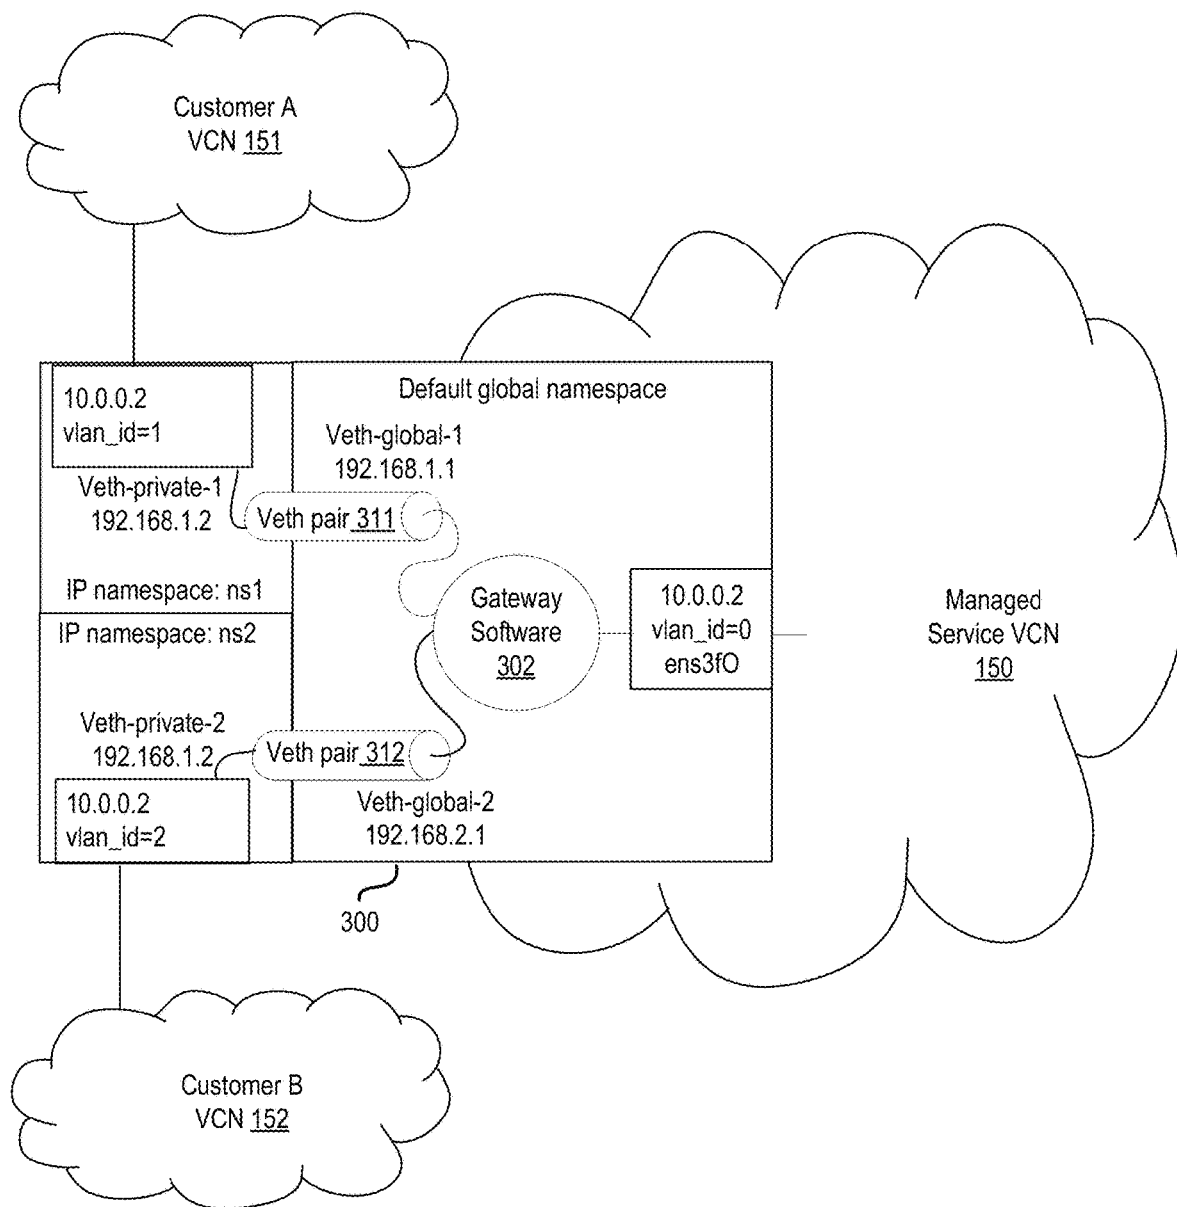 Customer A
VCN 151
10.0.0.2
vlan_id=1
Default global namespace
Veth-global-1
192.168.1.1
Veth-private-1
192.168.1.2
Veth pair 311
IP namespace: ns1
IP namespace: ns2
Gateway
Software
302
10.0.0.2
vlan_id=0
ens3fO
Managed
Service VCN
150
Veth-private-2
192.168.1.2
Veth pair 312
10.0.0.2
vlan_id=2
Veth-global-2
192.168.2.1
300
Customer B
VCN 152